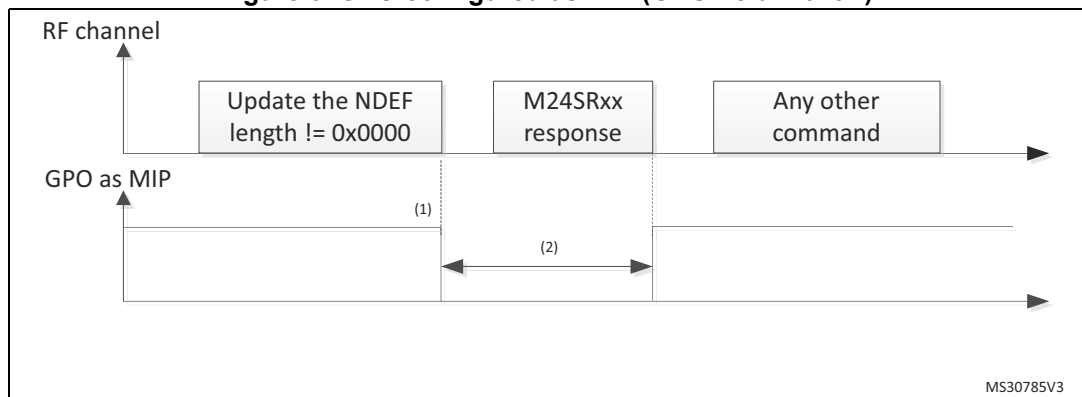 RF channel
Update the NDEF
length != 0x0000
M24SRxx
response
Any other
command
GPO as MIP
(1)
(2)
MS30785V3